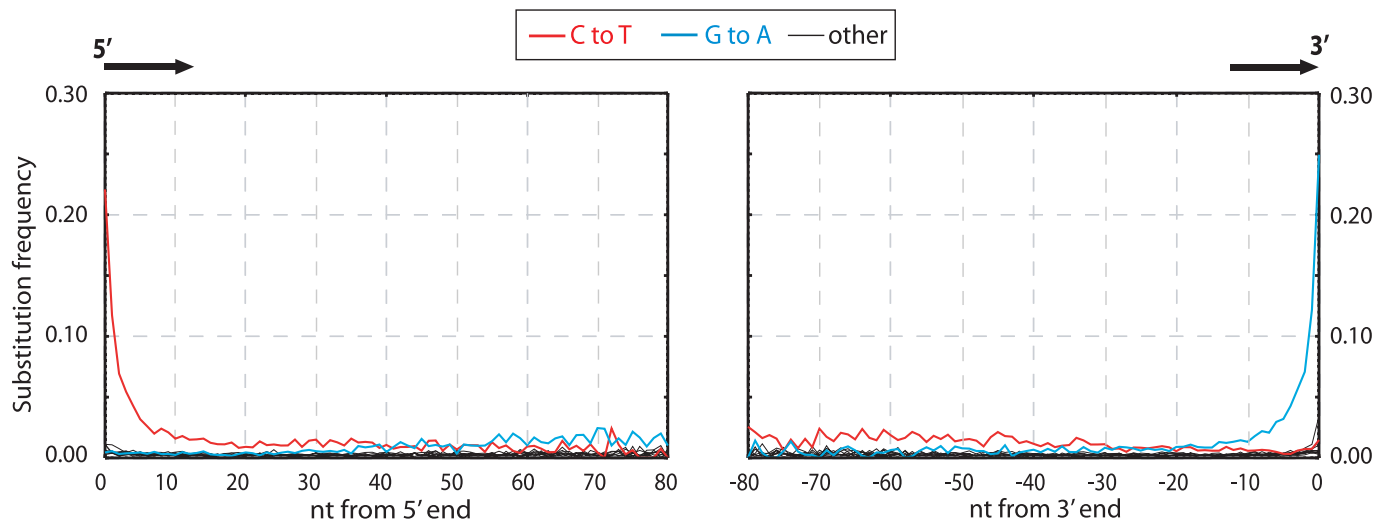 C to T G to A other
5′ 3′
0.30 0.30
0.20 0.20
0.10 0.10
0.00 0.00
Substitution frequency
0 10 20 30 40 50 60 70 80 -80 -70 -60 -50 -40 -30 -20 -10 0
nt from 5′ end nt from 3′ end